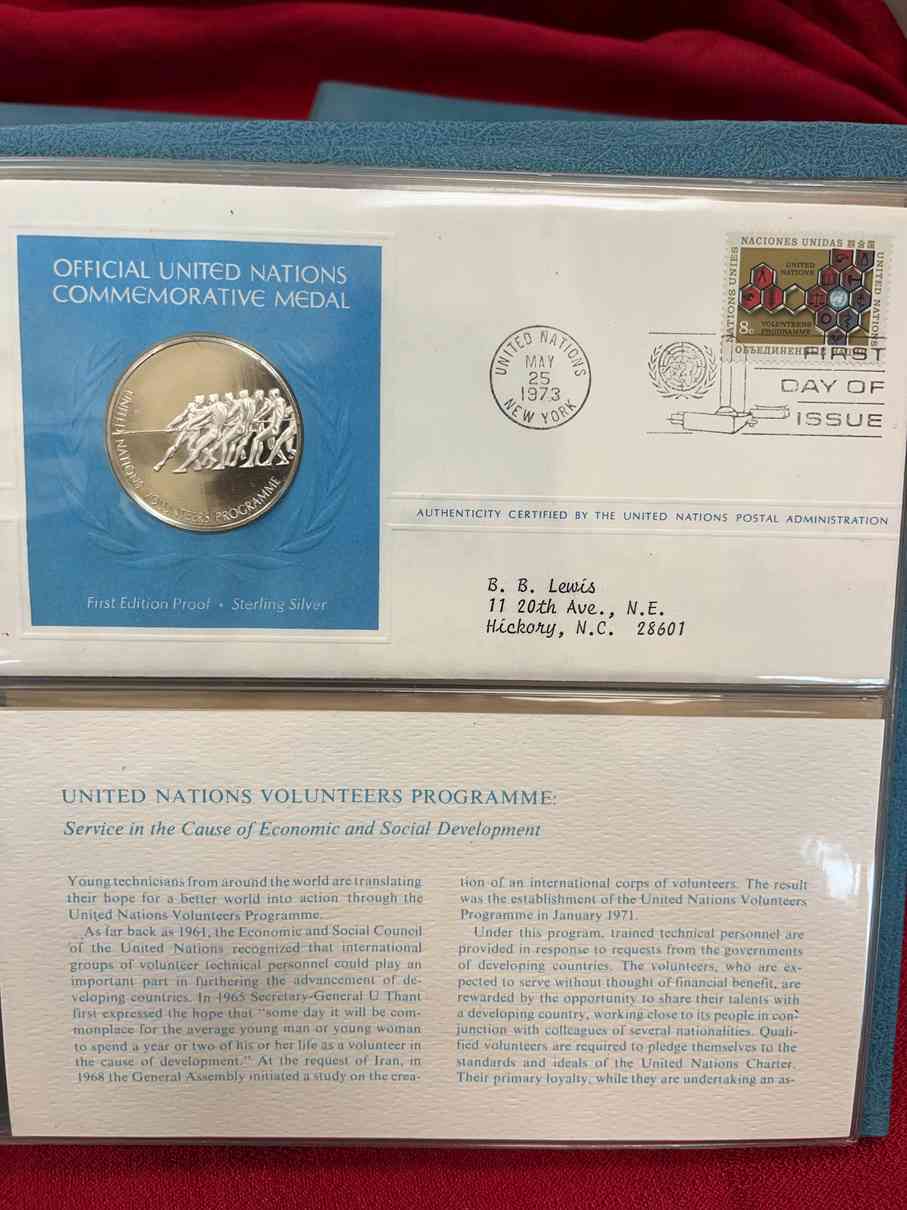 OFFICIAL UNITED NATIONS
COMMEMORATIVE MEDAL
UNITED NATIONS VOLUNTEERS PROGRAMME
First Edition Proof • Sterling Silver
UNITED NATIONS
MAY
25
1973
NEW YORK
NACIONES UNIDAS
NATIONS UNIES
UNITED NATIONS
UNITED
NATIONS
8c
VOLUNTEERS
PROGRAMME
FIRST
DAY OF
ISSUE
AUTHENTICITY CERTIFIED BY THE UNITED NATIONS POSTAL ADMINISTRATION
B. B. Lewis
11 20th Ave., N.E.
Hickory, N.C. 28601
UNITED NATIONS VOLUNTEERS PROGRAMME:
Service in the Cause of Economic and Social Development
Young technicians from around the world are translating
their hope for a better world into action through the
United Nations Volunteers Programme.
As far back as 1961, the Economic and Social Council
of the United Nations recognized that international
groups of volunteer technical personnel could play an
important part in furthering the advancement of de-
veloping countries. In 1965 Secretary-General U Thant
first expressed the hope that "some day it will be com-
monplace for the average young man or young woman
to spend a year or two of his or her life as a volunteer in
the cause of development." At the request of Iran, in
1968 the General Assembly initiated a study on the crea-
tion of an international corps of volunteers. The result
was the establishment of the United Nations Volunteers
Programme in January 1971.
Under this program, trained technical personnel are
provided in response to requests from the governments
of developing countries. The volunteers, who are ex-
pected to serve without thought of financial benefit, are
rewarded by the opportunity to share their talents with
a developing country, working close to its people in con-
junction with colleagues of several nationalities. Quali-
fied volunteers are required to pledge themselves to the
standards and ideals of the United Nations Charter.
Their primary loyalty, while they are undertaking an as-